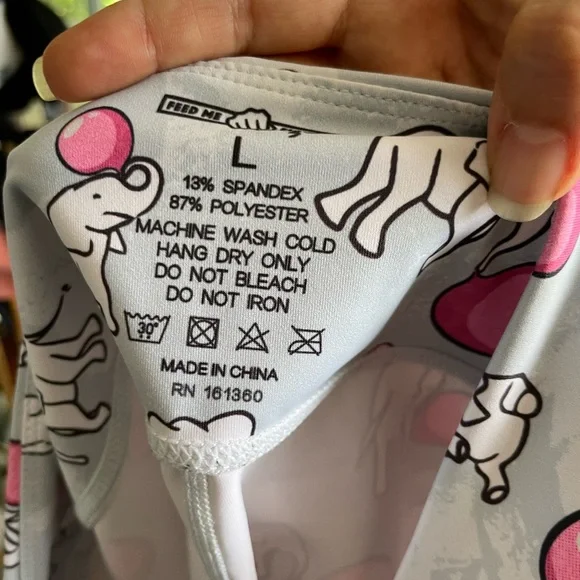 FEED ME
L
13% SPANDEX
87% POLYESTER
MACHINE WASH COLD
HANG DRY ONLY
DO NOT BLEACH
DO NOT IRON
30°
MADE IN CHINA
RN 161360